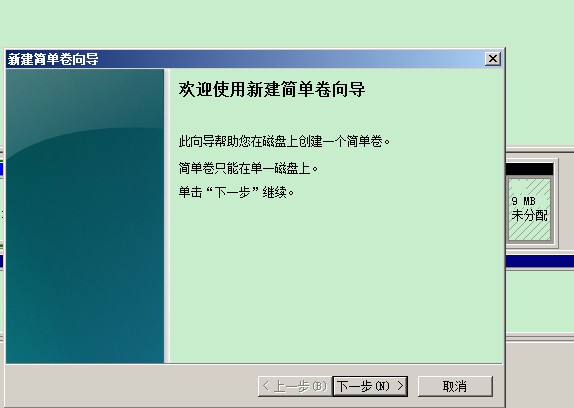 新建简单卷向导
欢迎使用新建简单卷向导
此向导帮助您在磁盘上创建一个简单卷。
简单卷只能在单一磁盘上。
单击“下一步”继续。
9 MB
未分配
< 上一步(B)
下一步(N) >
取消